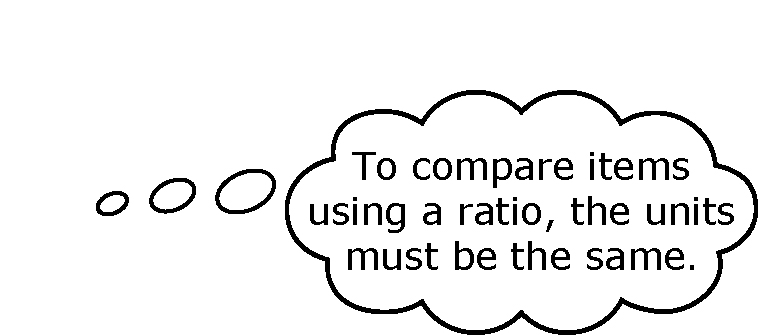 To compare items
using a ratio, the units
must be the same.